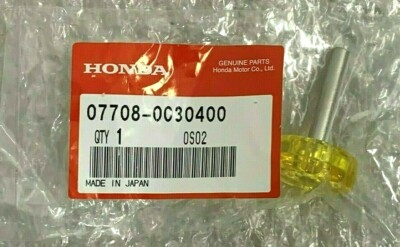 HONDA
GENUINE PARTS
Honda Motor Co., Ltd.
07708-0C30400
QTY 1 0S02
MADE IN JAPAN